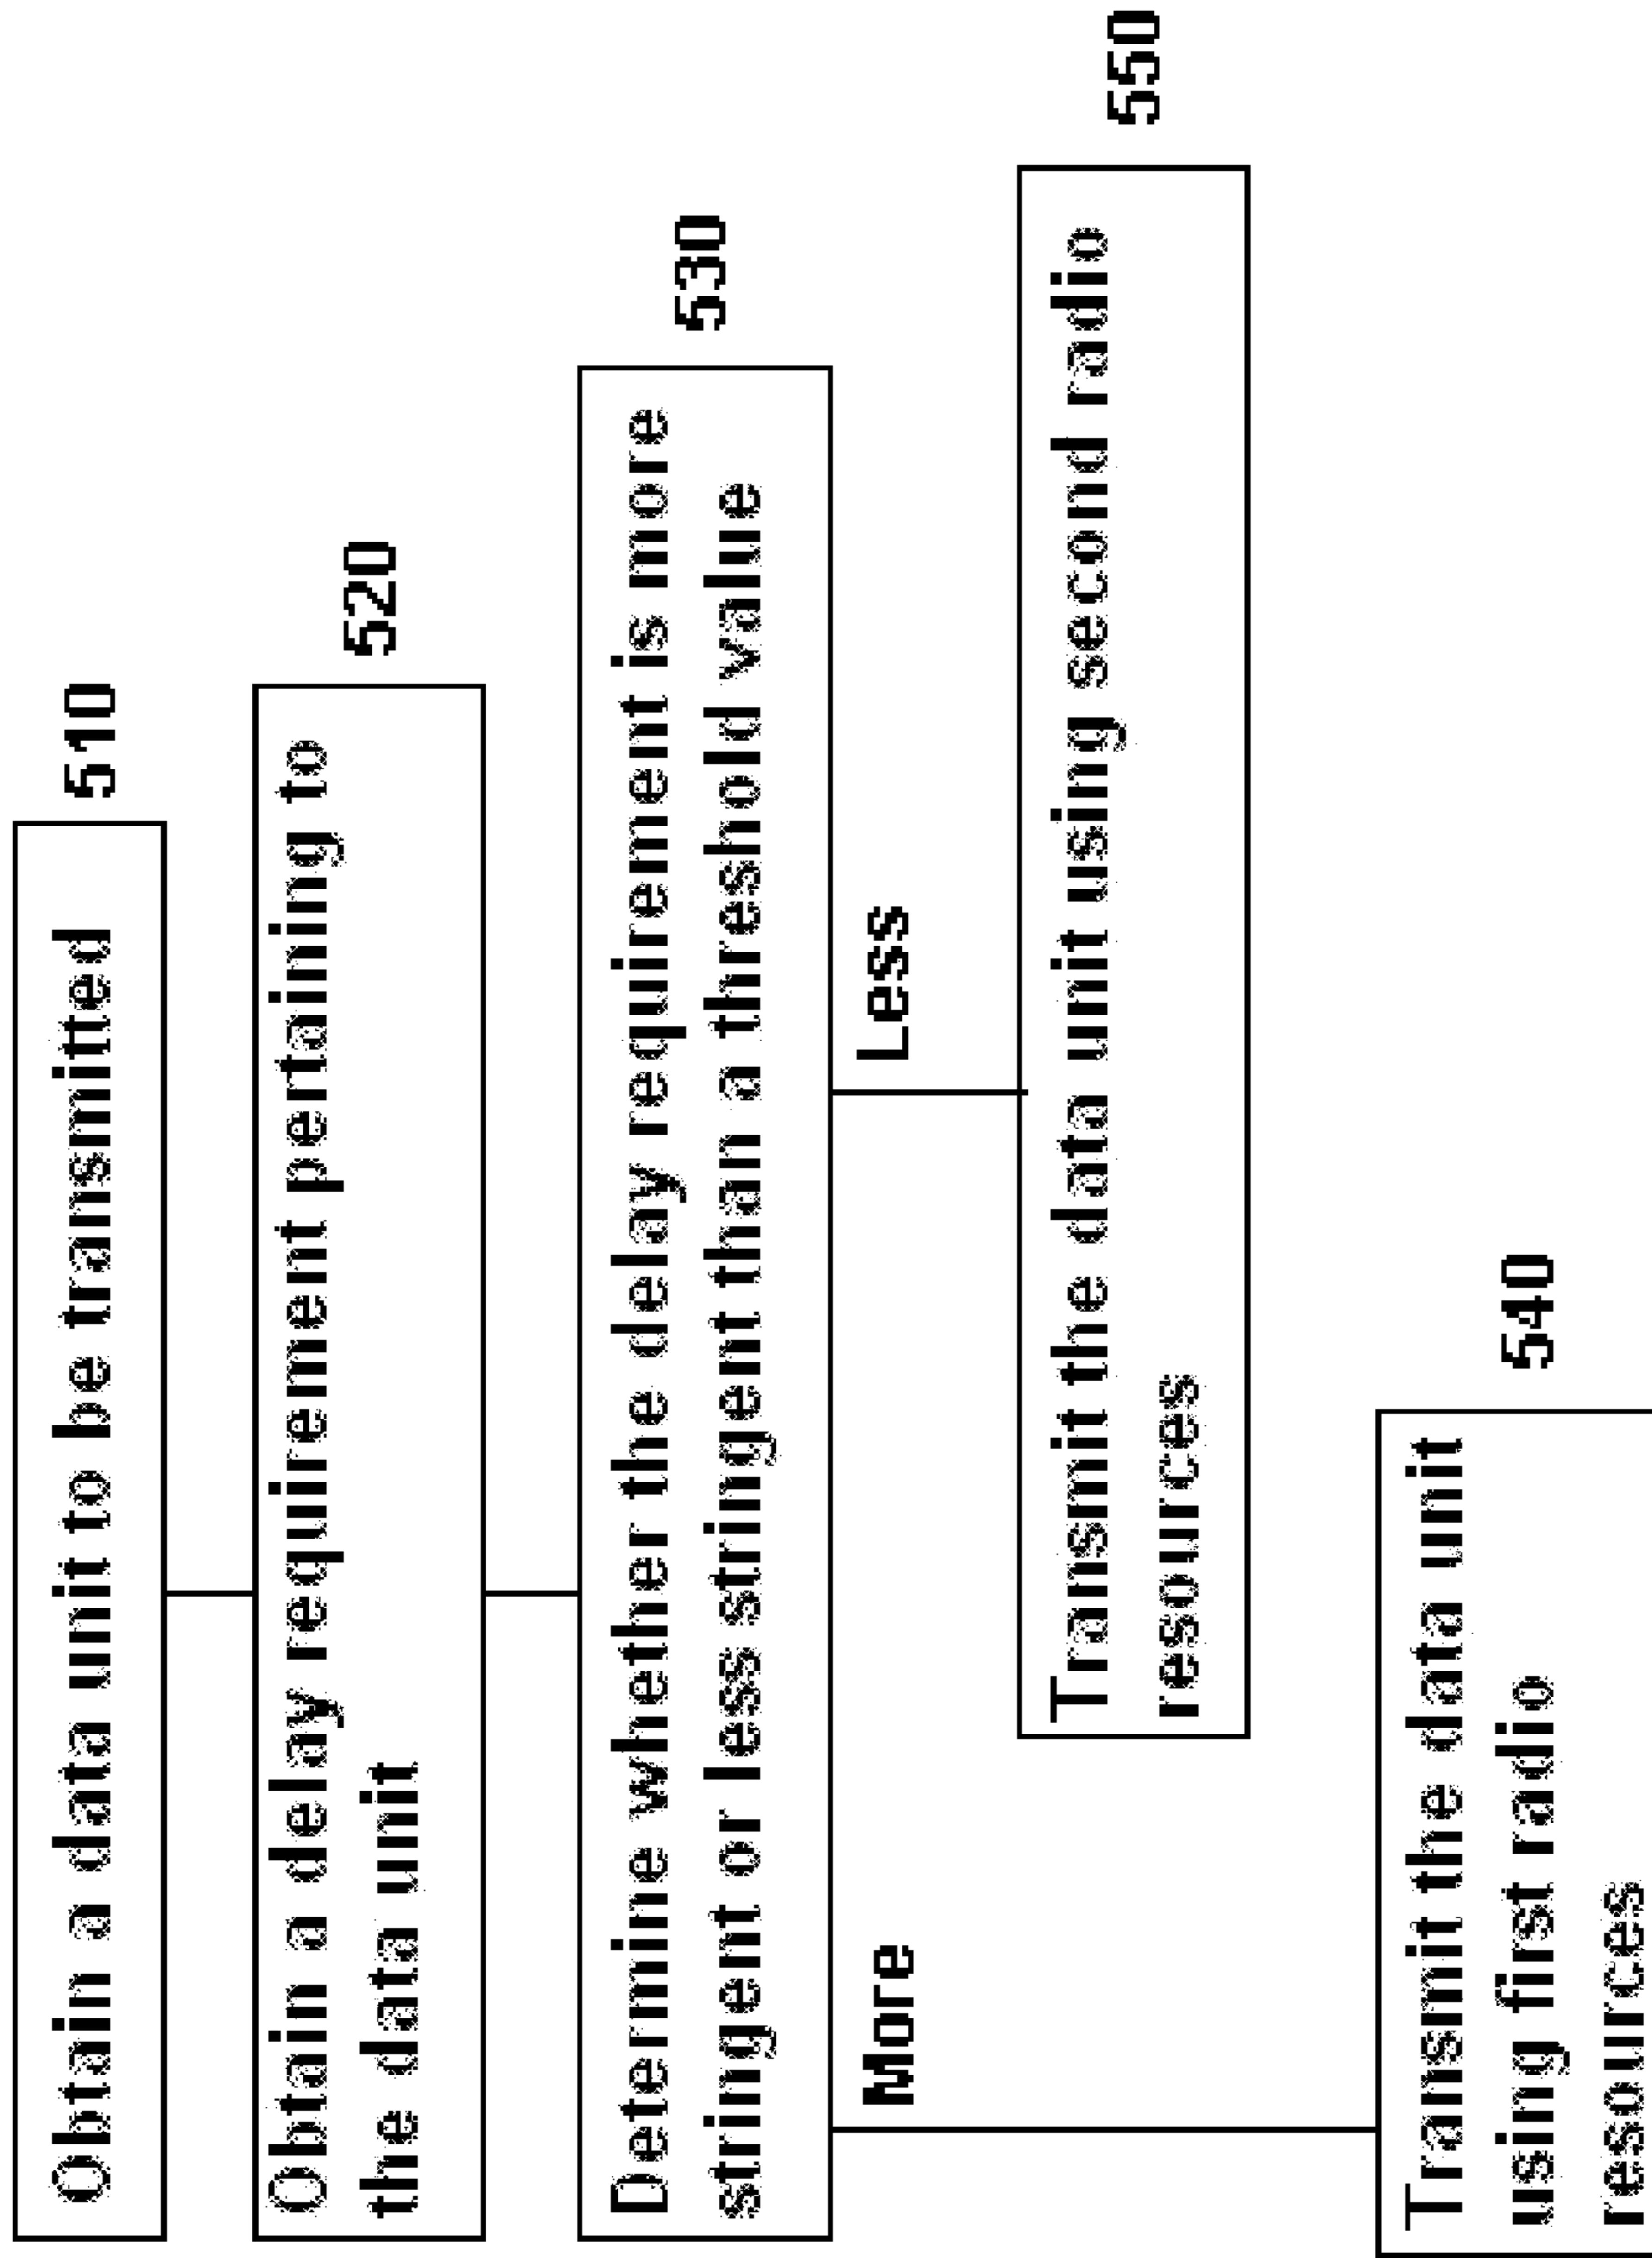 Obtain a data unit to be transmitted
510
Obtain a delay requirement pertaining to
the data unit
520
Determine whether the delay requirement is more
stringent or less stringent than a threshold value
530
More
Less
Transmit the data unit using second radio
resources
550
Transmit the data unit
using first radio
resources
540